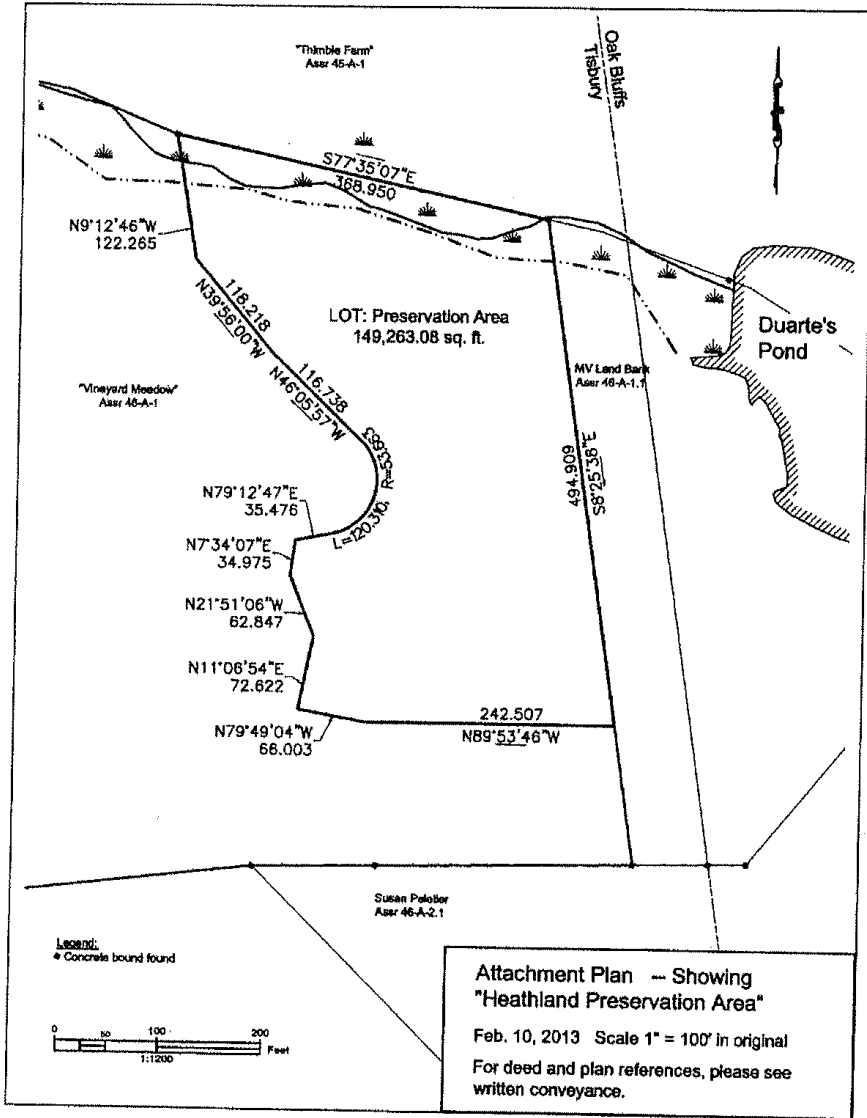 "Thimble Farm"
Assr 45-A-1
Oak Bluffs
Tisbury
S77°35'07"E
368.950
N9°12'46"W
122.265
118.218
N39°56'00"W
LOT: Preservation Area
149,263.08 sq. ft.
Duarte's
Pond
MV Land Bank
Assr 46-A-1.1
"Vineyard Meadow"
Assr 46-A-1
116.738
N46°05'57"W
L=120.310, R=53.663
494.909
S8°25'38"E
N79°12'47"E
35.476
N7°34'07"E
34.975
N21°51'06"W
62.847
N11°06'54"E
72.622
N79°49'04"W
66.003
242.507
N89°53'46"W
Susan Peletier
Assr 46-A-2.1
Legend:
Concrete bound found
0 50 100 200
Feet
1:1200
Attachment Plan --- Showing
"Heathland Preservation Area"
Feb. 10, 2013 Scale 1" = 100' in original
For deed and plan references, please see
written conveyance.